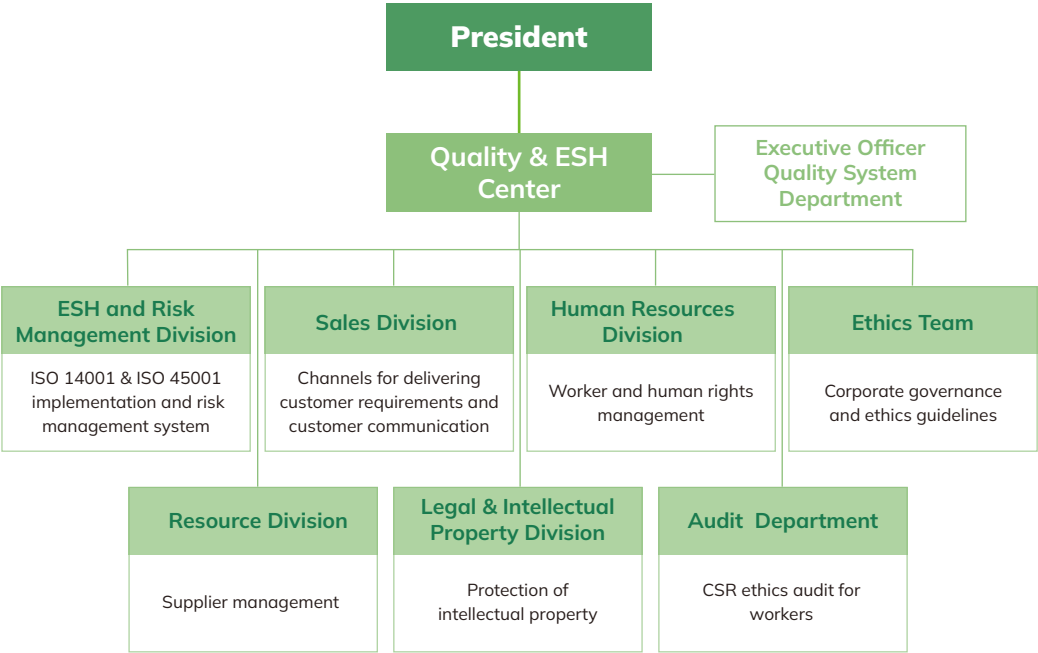 President
Quality & ESH
Center
Executive Officer
Quality System
Department
ESH and Risk
Management Division
ISO 14001 & ISO 45001
implementation and risk
management system
Sales Division
Channels for delivering
customer requirements and
customer communication
Human Resources
Division
Worker and human rights
management
Ethics Team
Corporate governance
and ethics guidelines
Resource Division
Supplier management
Legal & Intellectual
Property Division
Protection of
intellectual property
Audit Department
CSR ethics audit for
workers